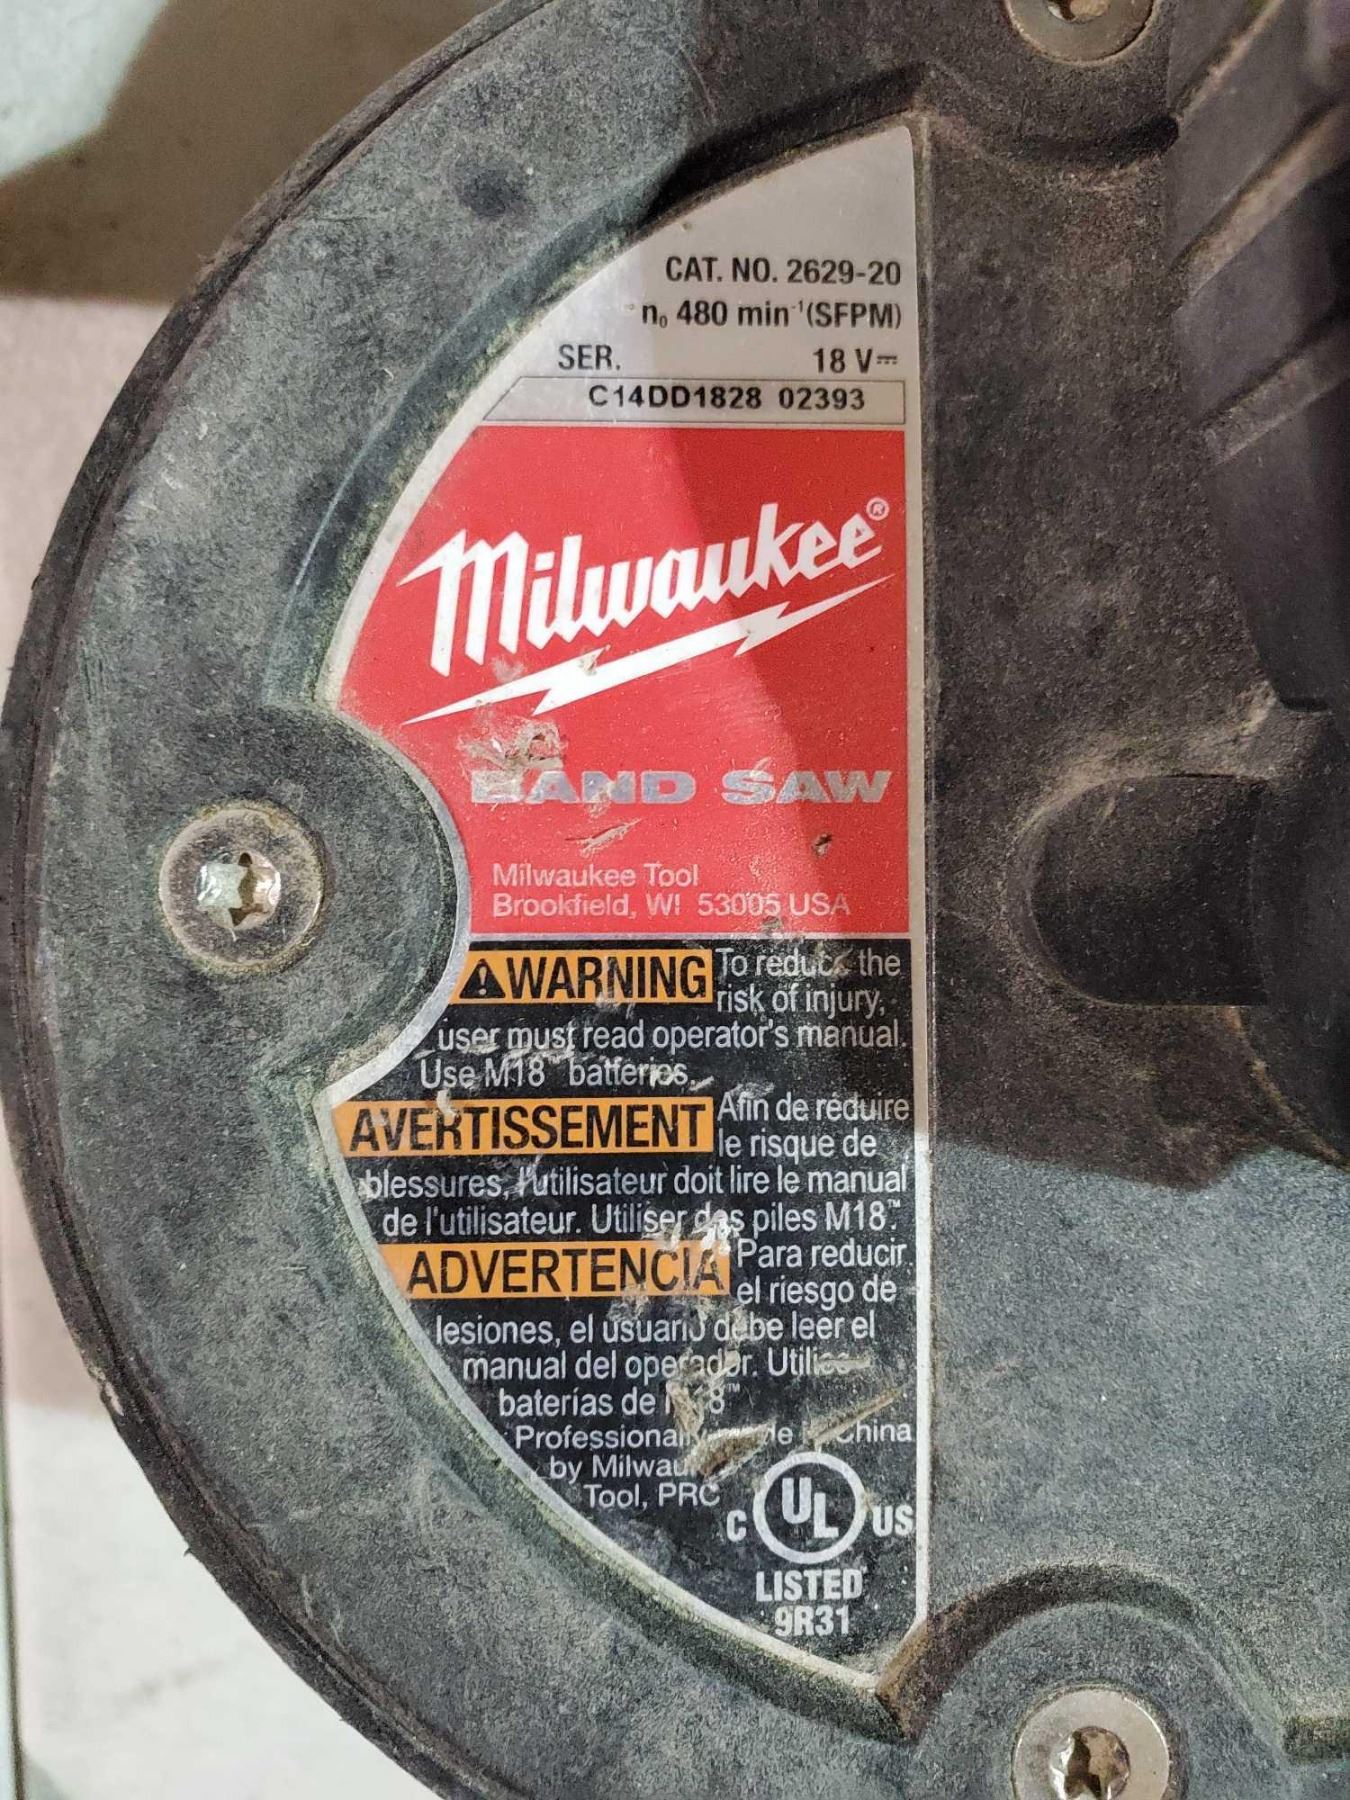 CAT. NO. 2629-20
n₀ 480 min⁻¹(SFPM)
SER. 18 V⎓
C14DD1828 02393
Milwaukee®
BAND SAW
Milwaukee Tool
Brookfield, WI 53005 USA
⚠WARNING To reduce the
risk of injury,
user must read operator's manual.
Use M18 batteries.
AVERTISSEMENT Afin de réduire
le risque de
blessures, l'utilisateur doit lire le manual
de l'utilisateur. Utiliser des piles M18™.
ADVERTENCIA Para reducir
el riesgo de
lesiones, el usuario debe leer el
manual del operador. Utilice
baterías de M18™
Professionally China
by Milwaukee
Tool, PRC
C UL US
LISTED
9R31